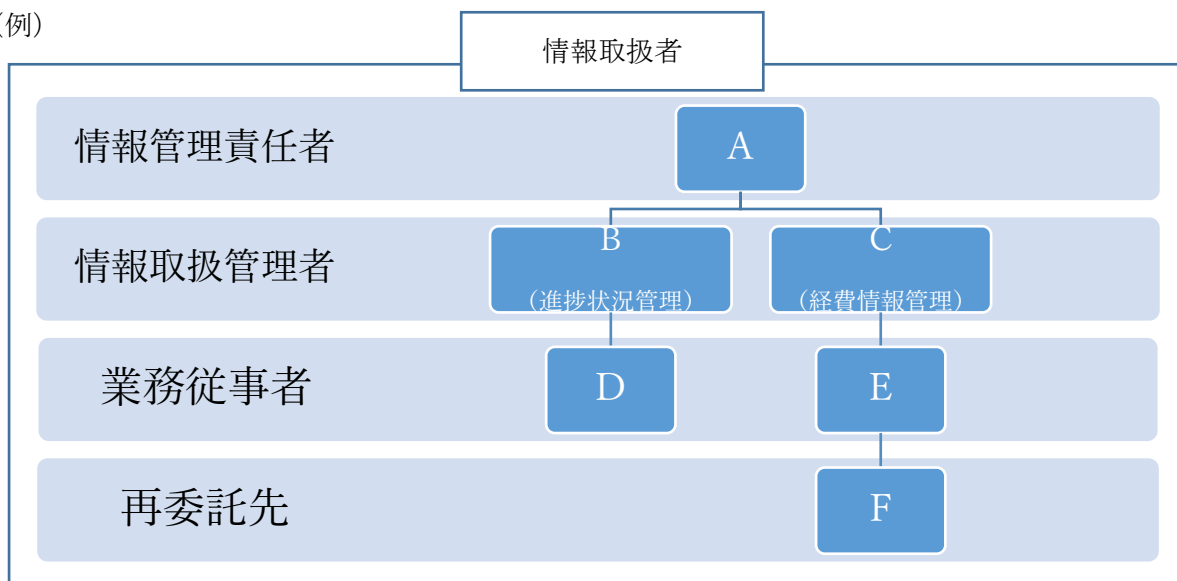 （例）
情報取扱者
情報管理責任者
A
情報取扱管理者
B
（進捗状況管理）
C
（経費情報管理）
業務従事者
D
E
再委託先
F